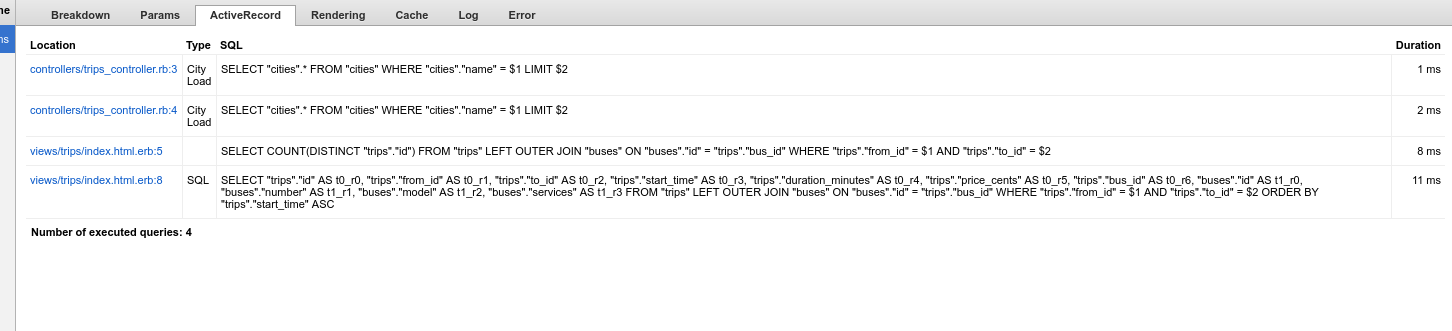 ne
Breakdown Params ActiveRecord Rendering Cache Log Error
ns
Location Type SQL Duration
controllers/trips_controller.rb:3 City Load SELECT "cities".* FROM "cities" WHERE "cities"."name" = $1 LIMIT $2 1 ms
controllers/trips_controller.rb:4 City Load SELECT "cities".* FROM "cities" WHERE "cities"."name" = $1 LIMIT $2 2 ms
views/trips/index.html.erb:5 SELECT COUNT(DISTINCT "trips"."id") FROM "trips" LEFT OUTER JOIN "buses" ON "buses"."id" = "trips"."bus_id" WHERE "trips"."from_id" = $1 AND "trips"."to_id" = $2 8 ms
views/trips/index.html.erb:8 SQL SELECT "trips"."id" AS t0_r0, "trips"."from_id" AS t0_r1, "trips"."to_id" AS t0_r2, "trips"."start_time" AS t0_r3, "trips"."duration_minutes" AS t0_r4, "trips"."price_cents" AS t0_r5, "trips"."bus_id" AS t0_r6, "buses"."id" AS t1_r0, 11 ms
"buses"."number" AS t1_r1, "buses"."model" AS t1_r2, "buses"."services" AS t1_r3 FROM "trips" LEFT OUTER JOIN "buses" ON "buses"."id" = "trips"."bus_id" WHERE "trips"."from_id" = $1 AND "trips"."to_id" = $2 ORDER BY
"trips"."start_time" ASC
Number of executed queries: 4